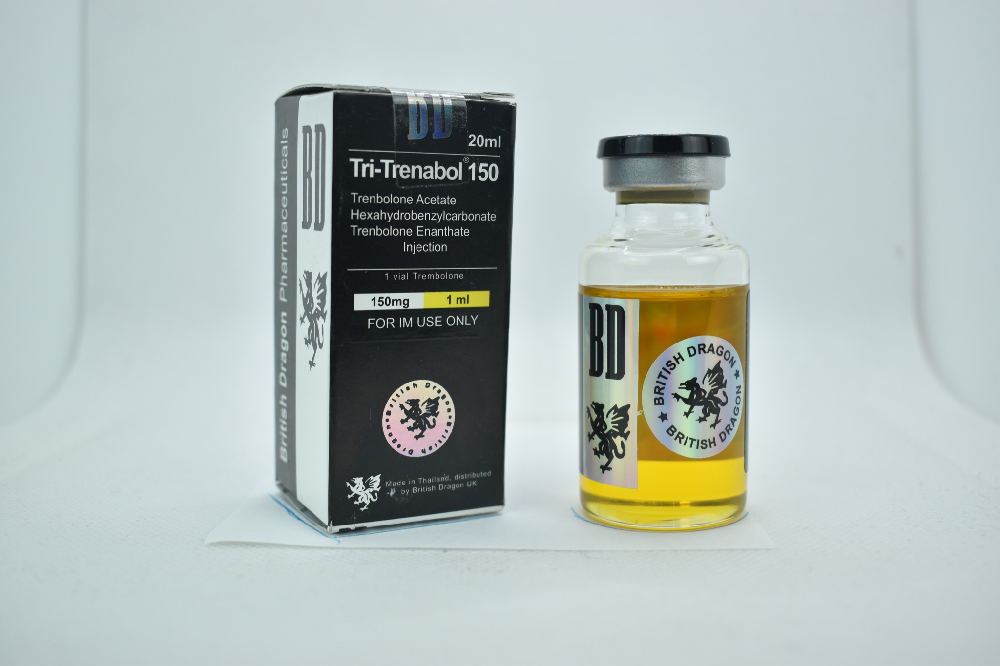 British Dragon Pharmaceuticals
BD
BD
20ml
Tri-Trenabol® 150
Trenbolone Acetate
Hexahydrobenzylcarbonate
Trenbolone Enanthate
Injection
1 vial Trembolone
150mg 1 ml
FOR IM USE ONLY
British Dragon • British Dragon •
Made in Thailand, distributed
by British Dragon UK
BD
★ BRITISH DRAGON ★
BRITISH DRAGON